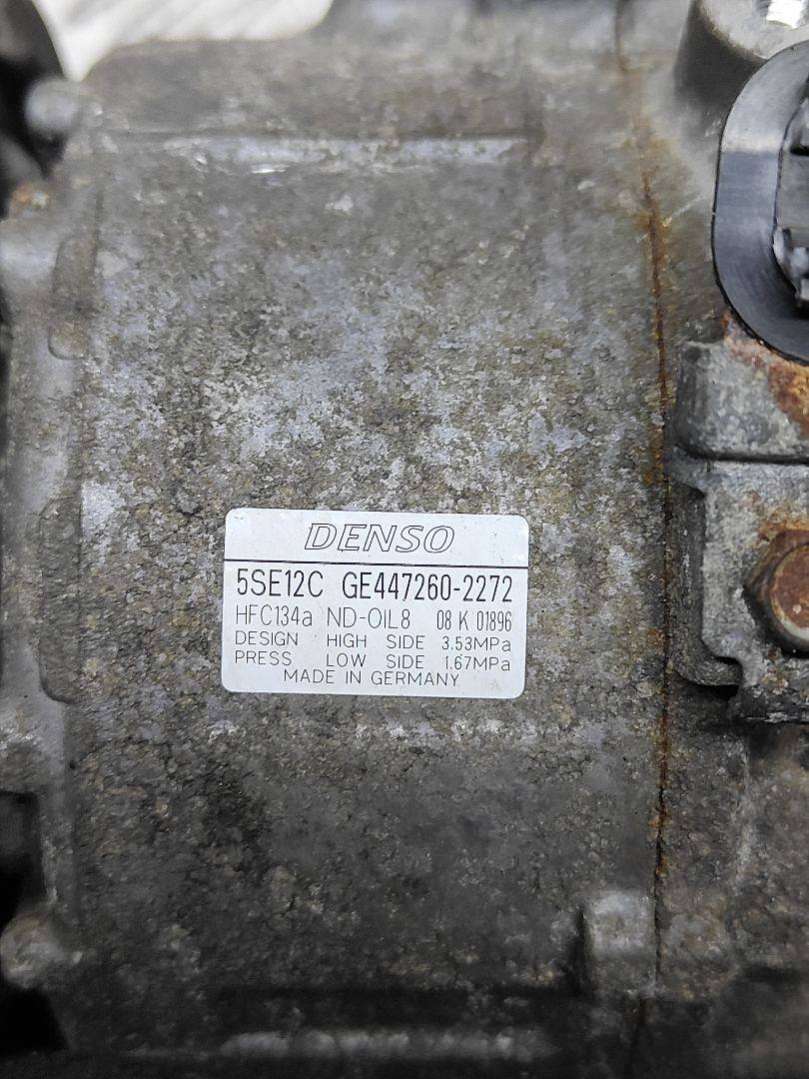 DENSO
5SE12C GE447260-2272
HFC134a ND-OIL8 08 K 01896
DESIGN HIGH SIDE 3.53MPa
PRESS LOW SIDE 1.67MPa
MADE IN GERMANY